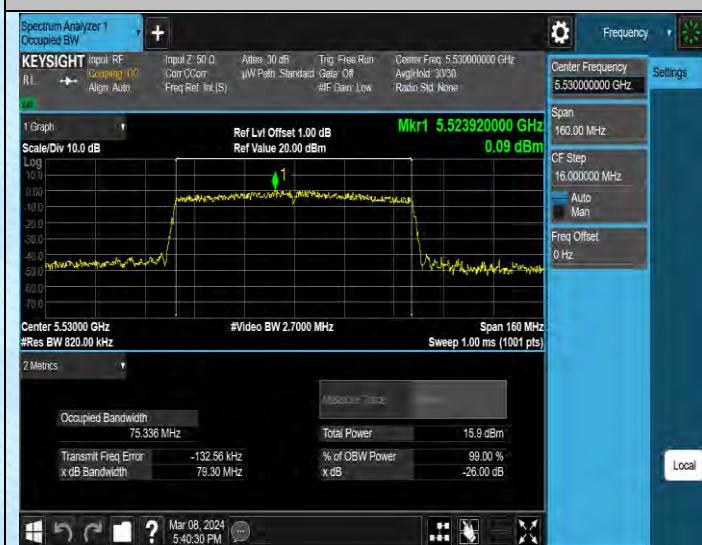 Spectrum Analyzer 1
Occupied BW
+
Frequency
KEYSIGHT Input: RF
Input Z: 50 Ω
Atten: 30 dB
Trig: Free Run
Center Freq: 5.530000000 GHz
RL
Coupling: DC
Corr CCorr
µW Path: Standard
Gate: Off
Avg|Hold: 30/30
Align: Auto
Freq Ref: Int (S)
#IF Gain: Low
Radio Std: None
Center Frequency
5.530000000 GHz
Settings
Span
160.00 MHz
CF Step
16.000000 MHz
Auto
Man
Freq Offset
0 Hz
1 Graph
Scale/Div 10.0 dB
Ref Lvl Offset 1.00 dB
Ref Value 20.00 dBm
Mkr1 5.523920000 GHz
0.09 dBm
Log
10.0
0.00
-10.0
-20.0
-30.0
-40.0
-50.0
-60.0
-70.0
1
Center 5.53000 GHz
#Video BW 2.7000 MHz
Span 160 MHz
#Res BW 820.00 kHz
Sweep 1.00 ms (1001 pts)
2 Metrics
Measure Trace
Occupied Bandwidth
75.336 MHz
Total Power 15.9 dBm
Transmit Freq Error -132.56 kHz
% of OBW Power 99.00 %
x dB Bandwidth 79.30 MHz
x dB -26.00 dB
Local
?
Mar 08, 2024
5:40:30 PM